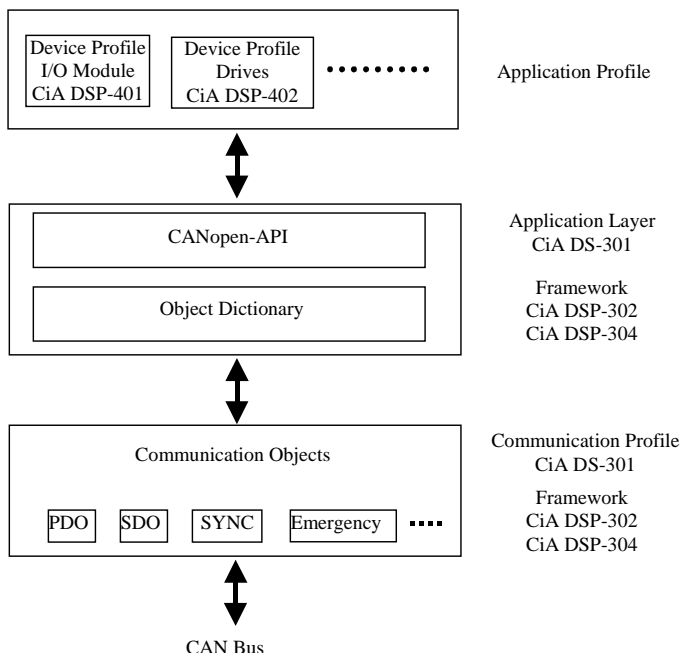 Device Profile
I/O Module
CiA DSP-401
Device Profile
Drives
CiA DSP-402
Application Profile
CANopen-API
Object Dictionary
Application Layer
CiA DS-301
Framework
CiA DSP-302
CiA DSP-304
Communication Objects
PDO
SDO
SYNC
Emergency
Communication Profile
CiA DS-301
Framework
CiA DSP-302
CiA DSP-304
CAN Bus